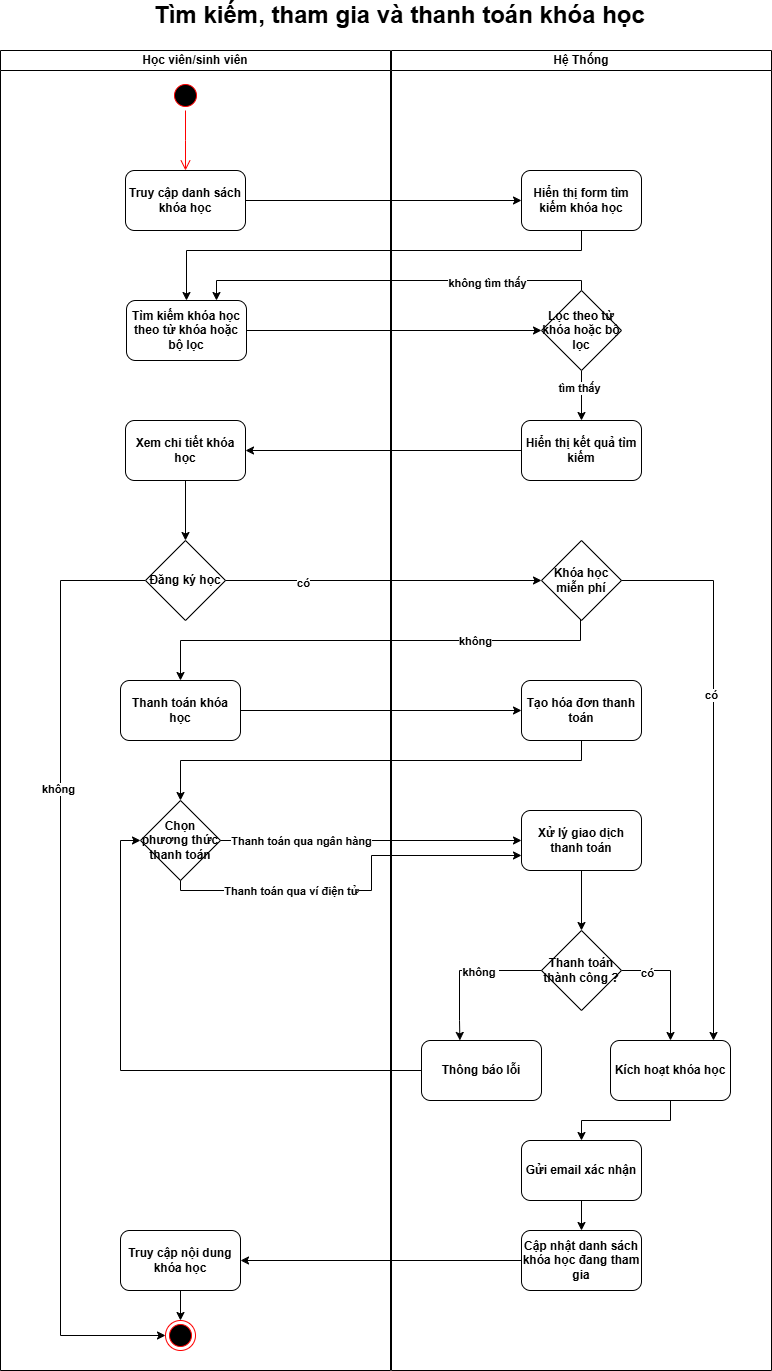 Tìm kiếm, tham gia và thanh toán khóa học
Học viên/sinh viên
Hệ Thống
Truy cập danh sách
khóa học
Hiển thị form tìm
kiếm khóa học
không tìm thấy
Tìm kiếm khóa học
theo từ khóa hoặc
bộ lọc
Lọc theo từ
khóa hoặc bộ
lọc
tìm thấy
Xem chi tiết khóa
học
Hiển thị kết quả tìm
kiếm
Đăng ký học
có
Khóa học
miễn phí
không
có
Thanh toán khóa
học
Tạo hóa đơn thanh
toán
không
Chọn
phương thức
thanh toán
Thanh toán qua ngân hàng
Xử lý giao dịch
thanh toán
Thanh toán qua ví điện tử
không
Thanh toán
thành công ?
có
Thông báo lỗi
Kích hoạt khóa học
Gửi email xác nhận
Truy cập nội dung
khóa học
Cập nhật danh sách
khóa học đang tham
gia